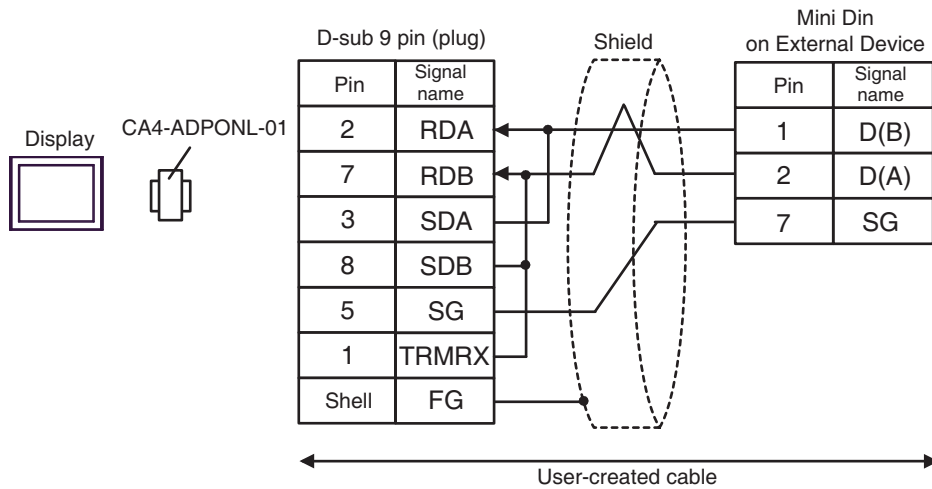 D-sub 9 pin (plug)
Shield
Mini Din
on External Device
Display
CA4-ADPONL-01
Pin Signal name
2 RDA
7 RDB
3 SDA
8 SDB
5 SG
1 TRMRX
Shell FG
Pin Signal name
1 D(B)
2 D(A)
7 SG
User-created cable